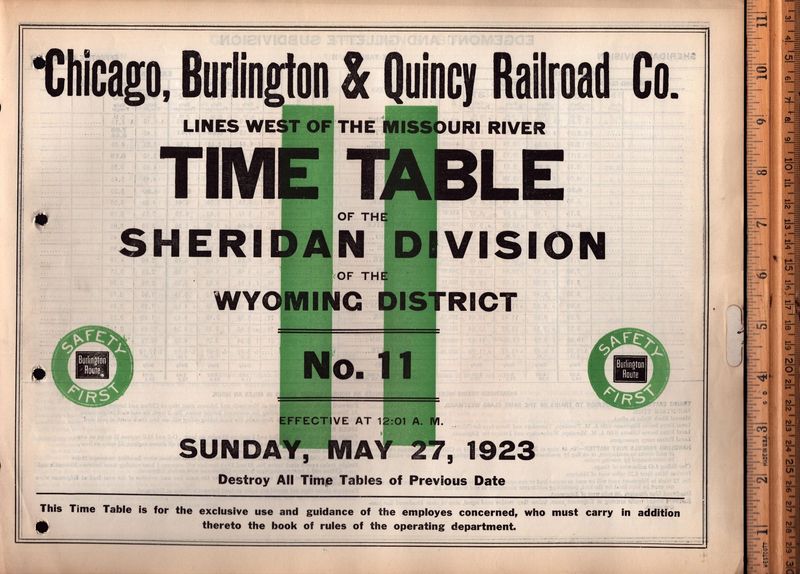 Chicago, Burlington & Quincy Railroad Co.
LINES WEST OF THE MISSOURI RIVER
TIME TABLE
OF THE
SHERIDAN DIVISION
OF THE
WYOMING DISTRICT
No. 11
SAFETY
Burlington
Route
FIRST
SAFETY
Burlington
Route
FIRST
EFFECTIVE AT 12:01 A. M.
SUNDAY, MAY 27, 1923
Destroy All Time Tables of Previous Date
This Time Table is for the exclusive use and guidance of the employes concerned, who must carry in addition
thereto the book of rules of the operating department.